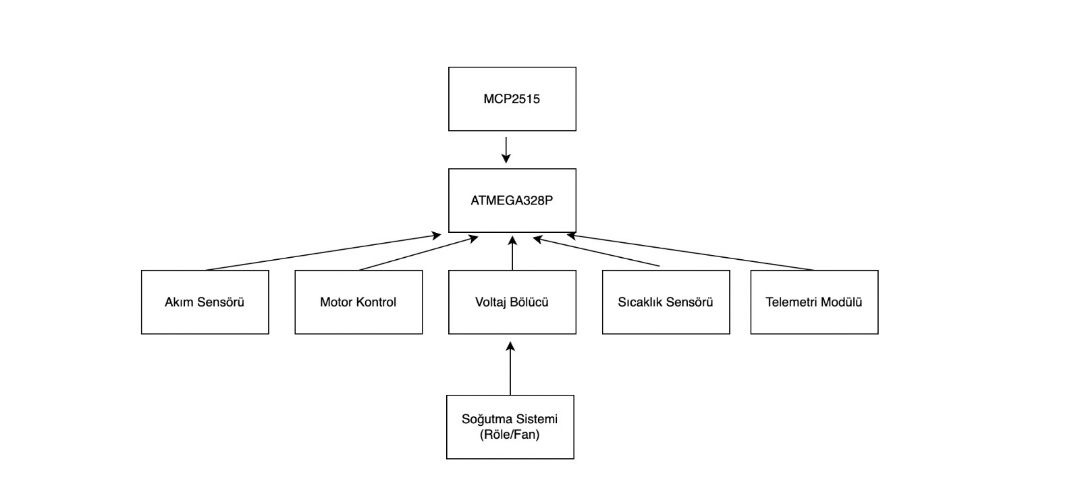 MCP2515
ATMEGA328P
Akım Sensörü
Motor Kontrol
Voltaj Bölücü
Sıcaklık Sensörü
Telemetri Modülü
Soğutma Sistemi
(Röle/Fan)